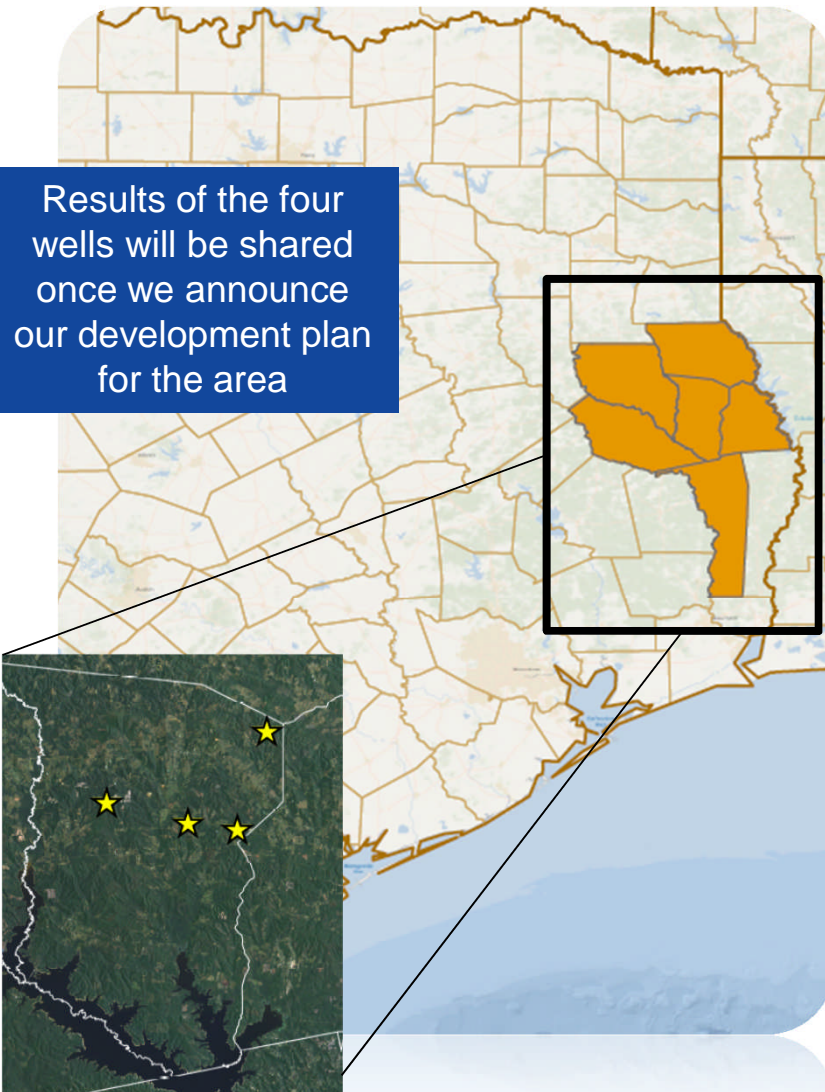 Results of the four
wells will be shared
once we announce
our development plan
for the area